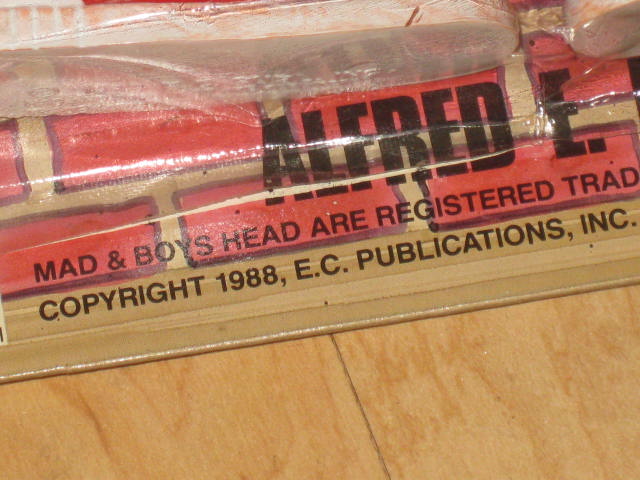 ALFRED E.
MAD & BOYS HEAD ARE REGISTERED TRAD
COPYRIGHT 1988, E.C. PUBLICATIONS, INC.